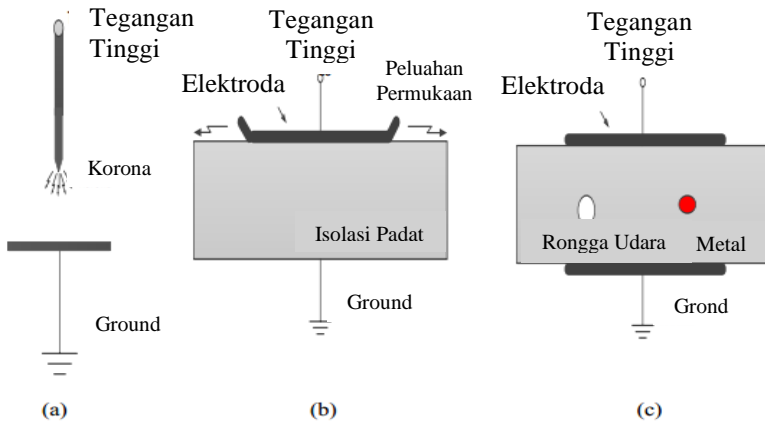 Tegangan
Tinggi
Korona
Ground
(a)
Tegangan
Tinggi
Elektroda
Peluahan
Permukaan
Isolasi Padat
Ground
(b)
Tegangan
Tinggi
Elektroda
Rongga Udara
Metal
Grond
(c)